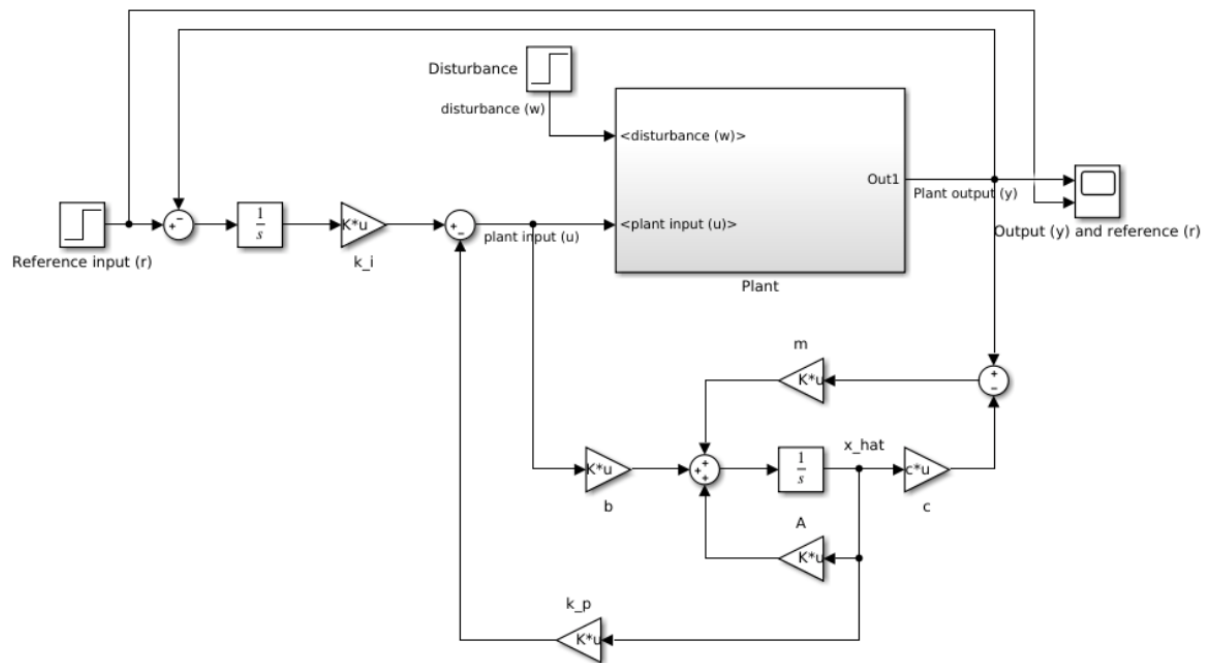 Disturbance
disturbance (w)
<disturbance (w)>
Out1
Plant output (y)
Reference input (r)
+
−
1
s
K*u
k_i
+
−
plant input (u)
<plant input (u)>
Plant
Output (y) and reference (r)
m
K*u
+
−
K*u
b
+
+
+
1
s
x_hat
c*u
c
A
K*u
k_p
K*u